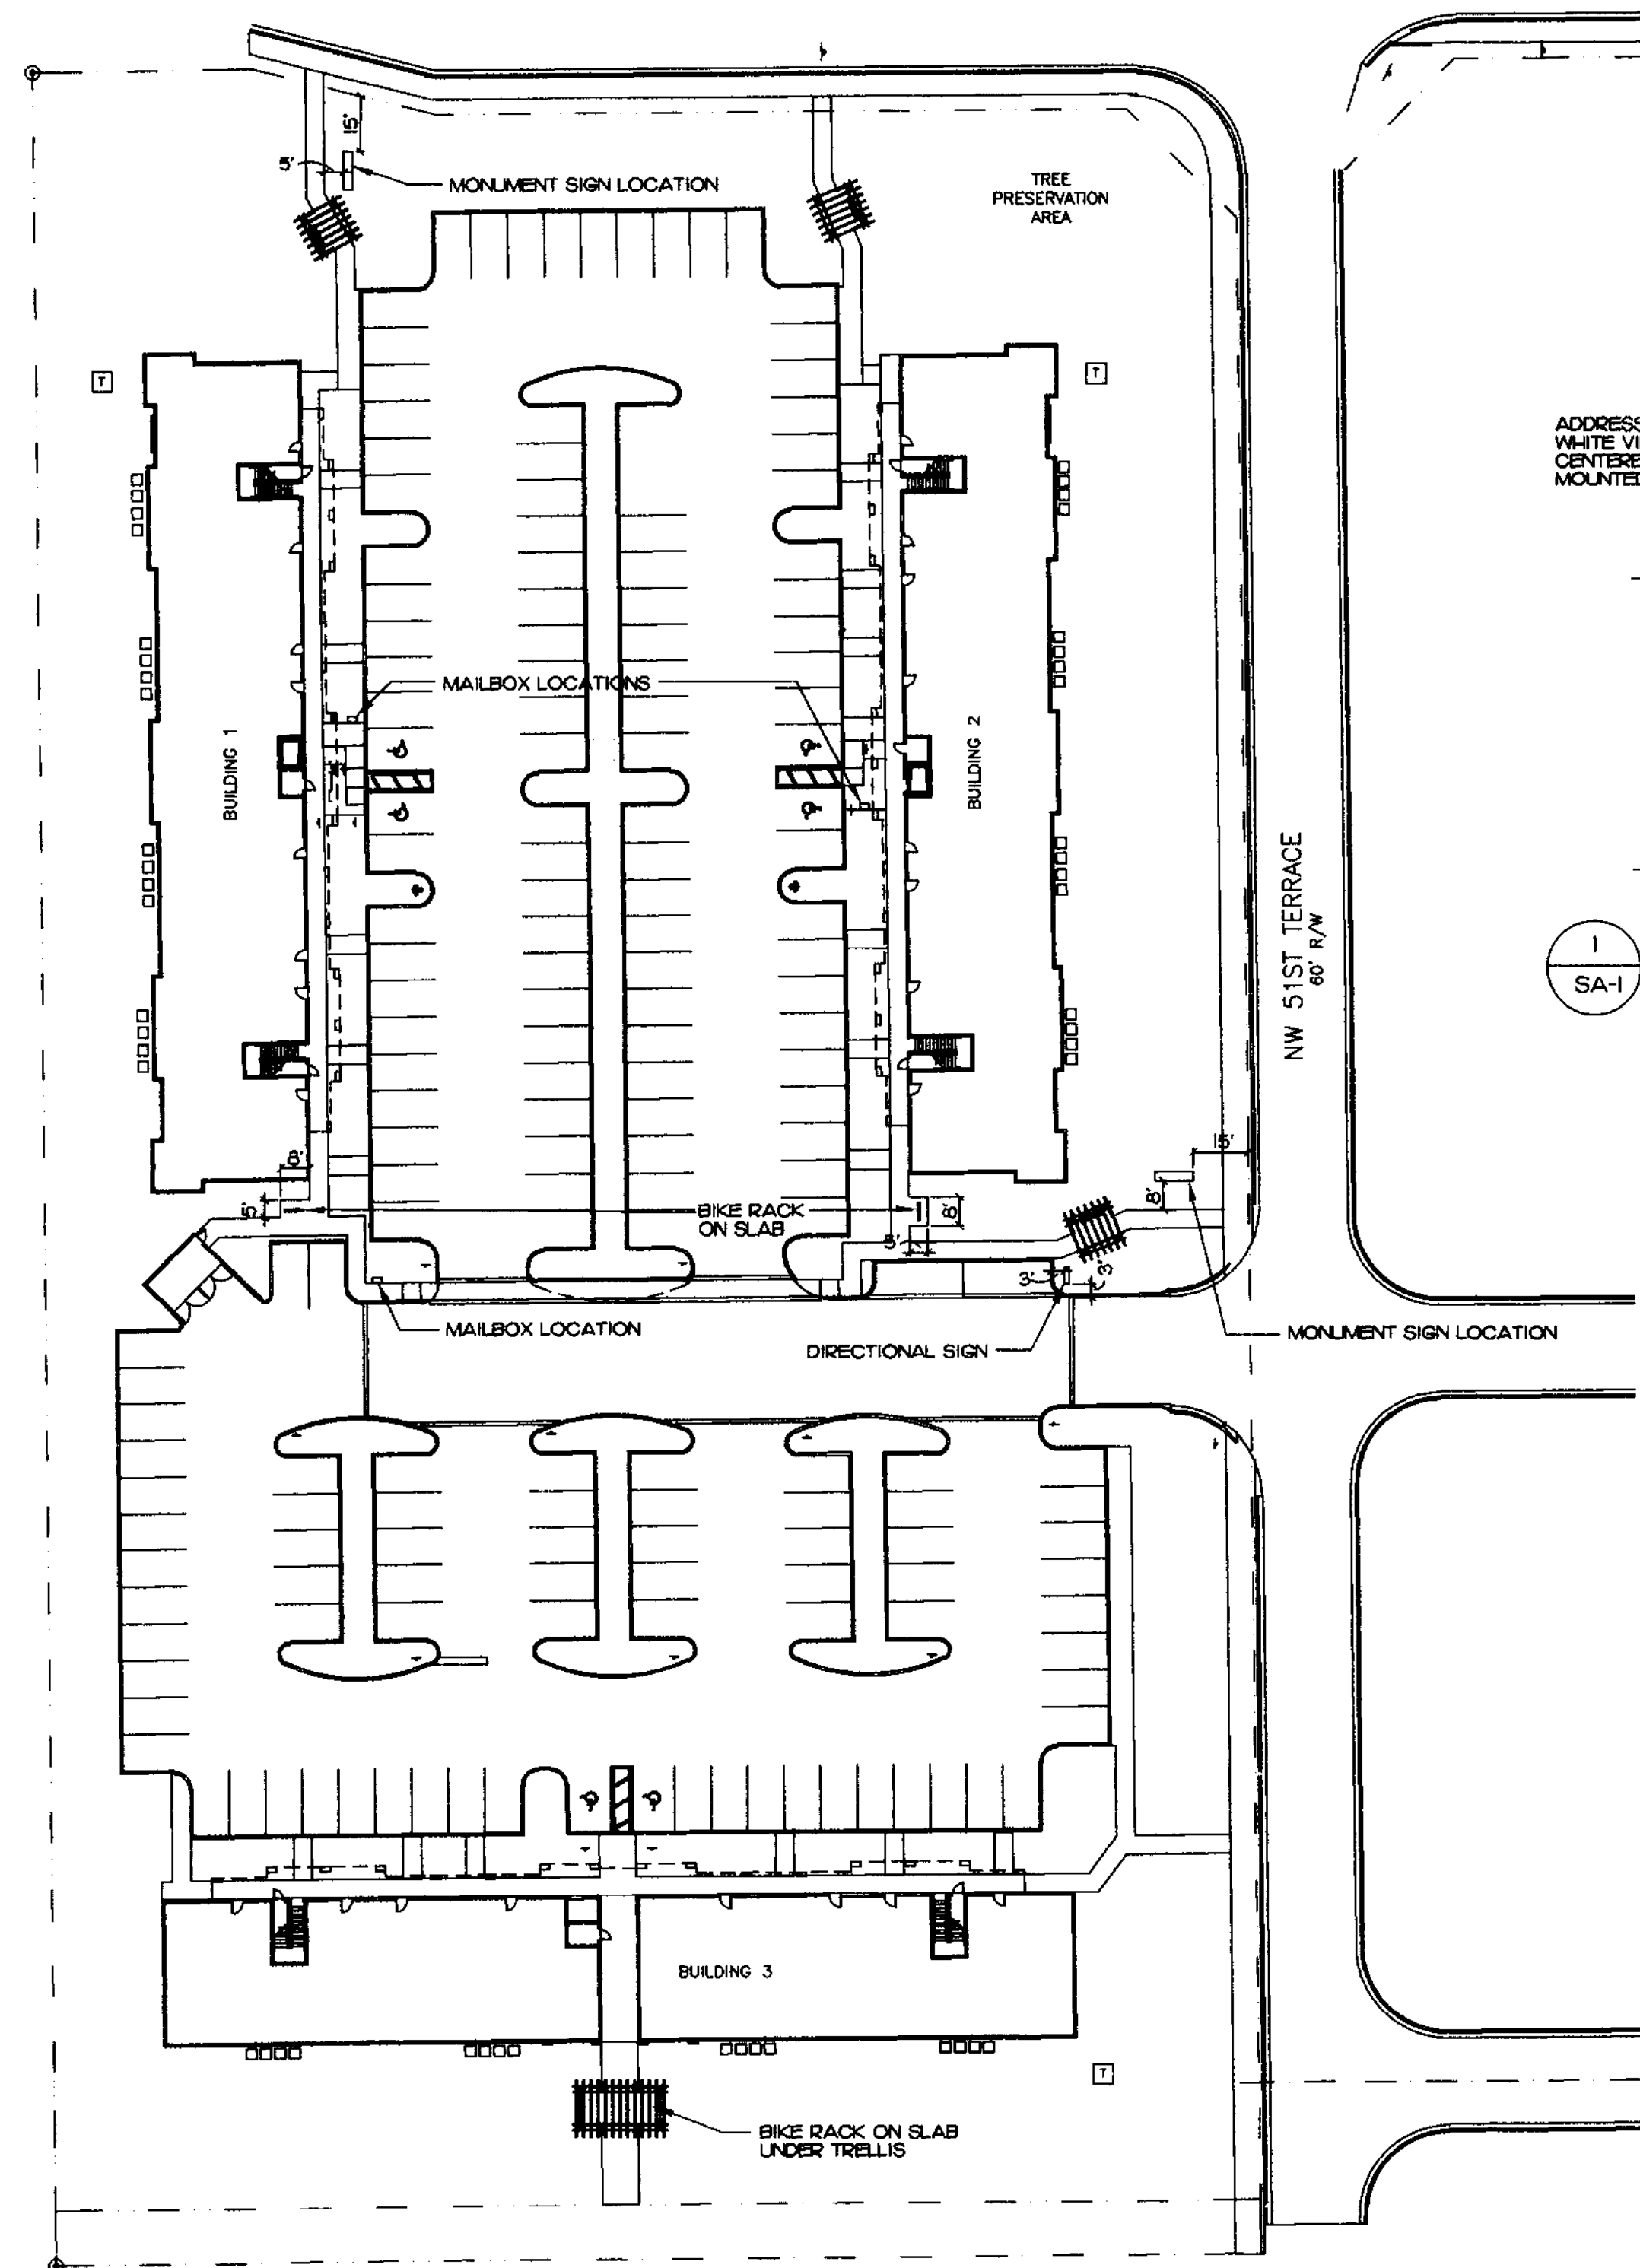 15'
5'
MONUMENT SIGN LOCATION
TREE
PRESERVATION
AREA
T
T
ADDRESS
WHITE VI
CENTERE
MOUNTED
MAILBOX LOCATIONS
BUILDING 1
BUILDING 2
NW 51ST TERRACE
60' R/W
1
SA-1
8'
5'
15'
8'
BIKE RACK
ON SLAB
8'
5'
3'
3'
MAILBOX LOCATION
DIRECTIONAL SIGN
MONUMENT SIGN LOCATION
BUILDING 3
T
BIKE RACK ON SLAB
UNDER TRELLIS